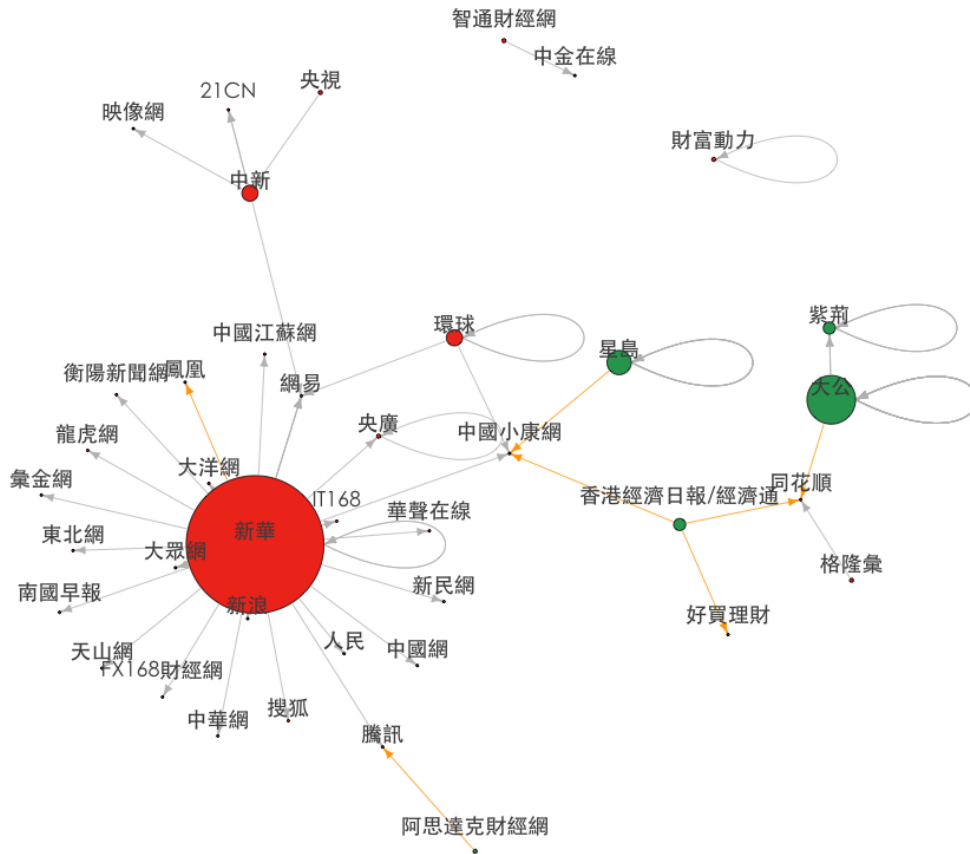 智通財經網
中金在線
央視
21CN
映像網
財富動力
中新
紫荊
環球
中國江蘇網
星島
鳳凰
衡陽新聞網
網易
大公
央廣
中國小康網
龍虎網
大洋網
同花順
香港經濟日報/經濟通
彙金網
IT168
華聲在線
新華
東北網
大眾網
格隆彙
新民網
南國早報
新浪
好買理財
人民
中國網
天山網
FX168財經網
搜狐
中華網
騰訊
阿思達克財經網